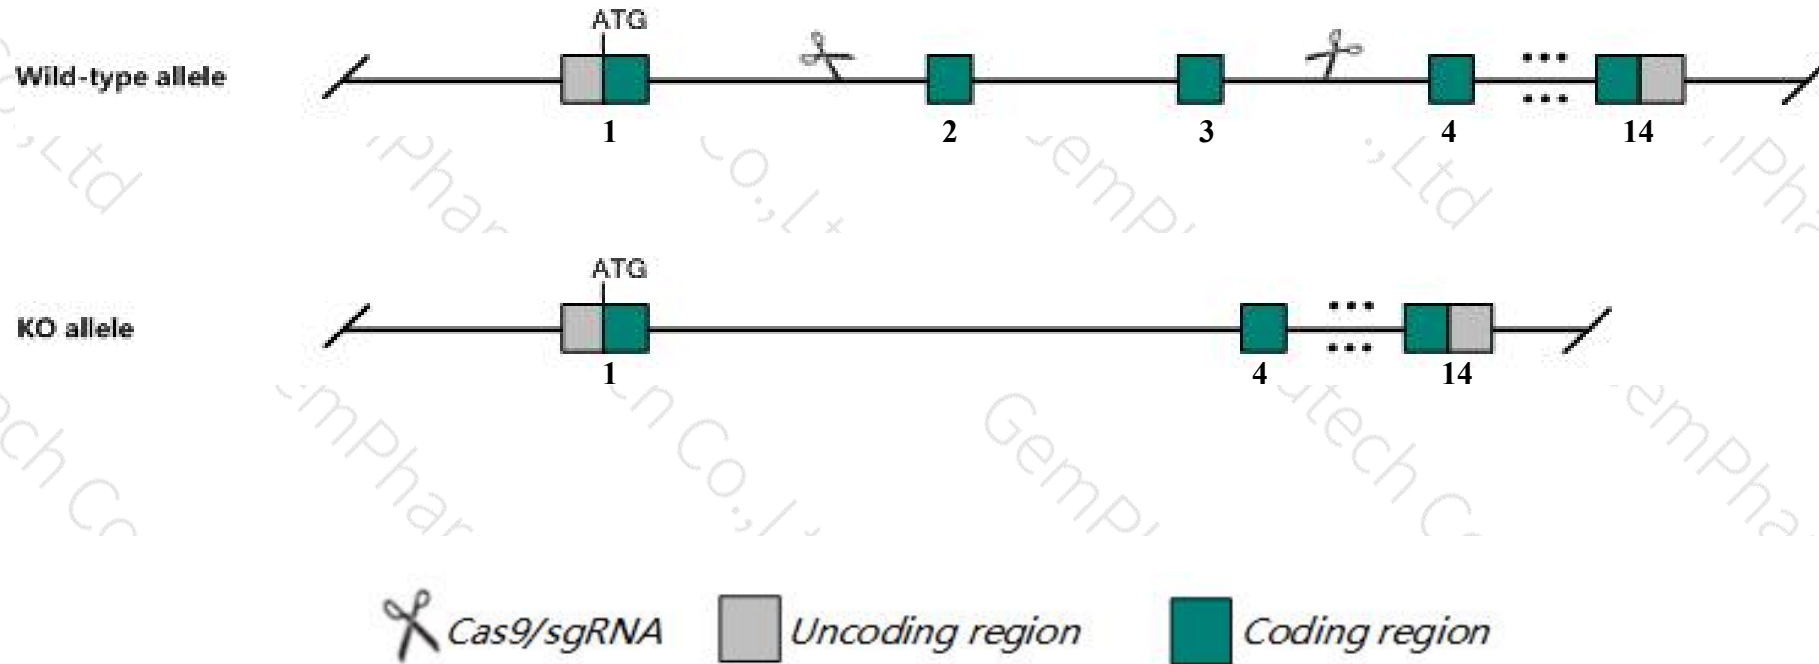 ATG
Wild-type allele
1 2 3 4 14
ATG
KO allele
1 4 14
Cas9/sgRNA Uncoding region Coding region
GemPh